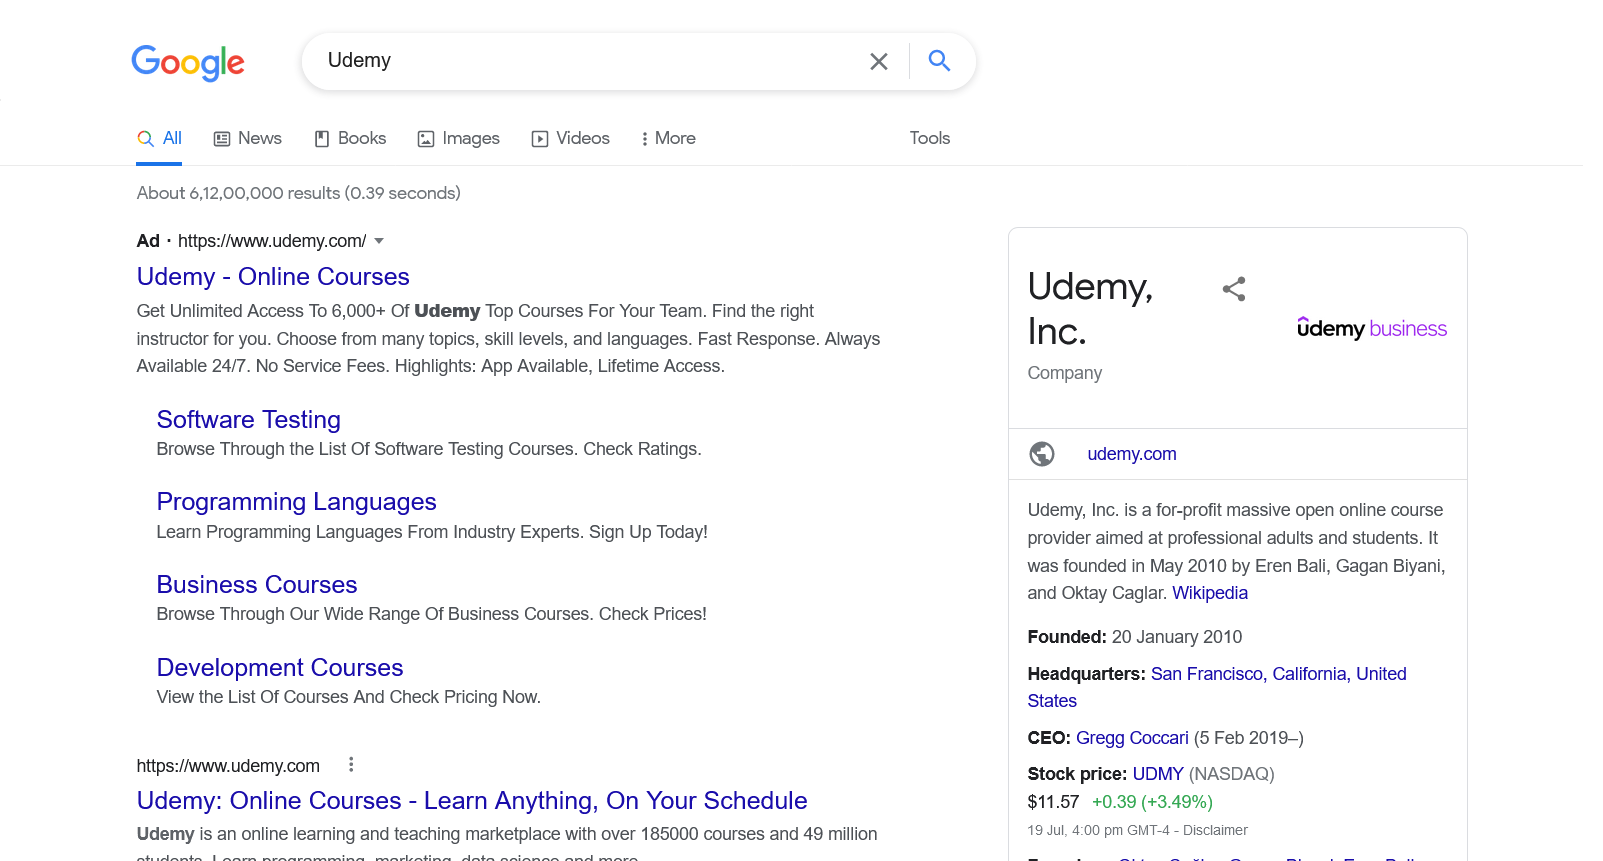 Google
Udemy
All
News
Books
Images
Videos
More
Tools
About 6,12,00,000 results (0.39 seconds)
Ad · https://www.udemy.com/
Udemy - Online Courses
Get Unlimited Access To 6,000+ Of Udemy Top Courses For Your Team. Find the right
instructor for you. Choose from many topics, skill levels, and languages. Fast Response. Always
Available 24/7. No Service Fees. Highlights: App Available, Lifetime Access.
Software Testing
Browse Through the List Of Software Testing Courses. Check Ratings.
Programming Languages
Learn Programming Languages From Industry Experts. Sign Up Today!
Business Courses
Browse Through Our Wide Range Of Business Courses. Check Prices!
Development Courses
View the List Of Courses And Check Pricing Now.
https://www.udemy.com
Udemy: Online Courses - Learn Anything, On Your Schedule
Udemy is an online learning and teaching marketplace with over 185000 courses and 49 million
students. Learn programming, marketing, data science and more.
Udemy,
Inc.
Company
udemy business
udemy.com
Udemy, Inc. is a for-profit massive open online course
provider aimed at professional adults and students. It
was founded in May 2010 by Eren Bali, Gagan Biyani,
and Oktay Caglar. Wikipedia
Founded: 20 January 2010
Headquarters: San Francisco, California, United
States
CEO: Gregg Coccari (5 Feb 2019–)
Stock price: UDMY (NASDAQ)
$11.57 +0.39 (+3.49%)
19 Jul, 4:00 pm GMT-4 - Disclaimer